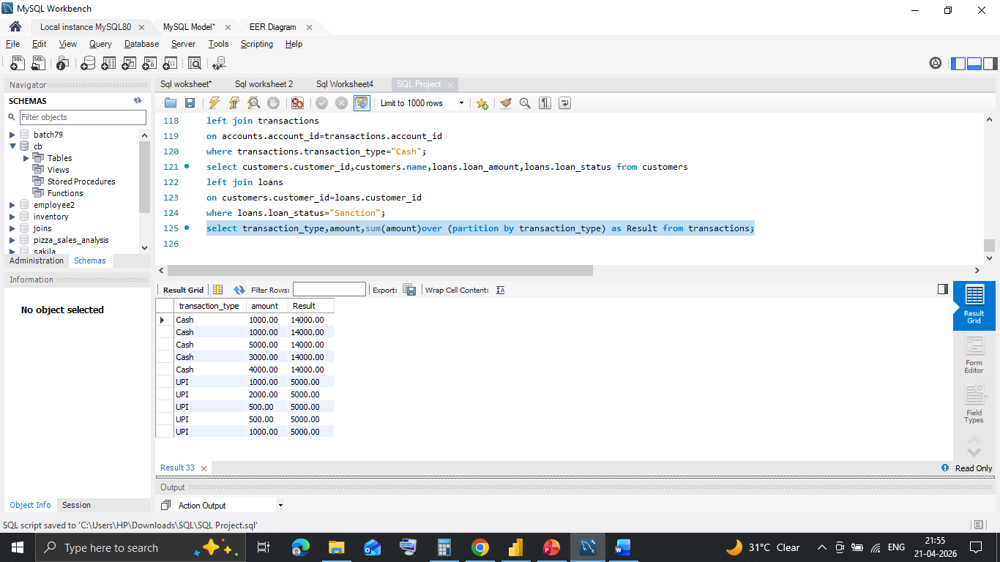 MySQL Workbench
Local instance MySQL80
MySQL Model*
EER Diagram
File Edit View Query Database Server Tools Scripting Help
Navigator
SCHEMAS
Filter objects
batch79
cb
Tables
Views
Stored Procedures
Functions
employee2
inventory
joins
pizza_sales_analysis
sakila
Administration Schemas
Information
No object selected
Object Info Session
Sql woksheet* Sql worksheet 2 Sql Worksheet4 SQL Project
Limit to 1000 rows
118 left join transactions
119 on accounts.account_id=transactions.account_id
120 where transactions.transaction_type="Cash";
121 select customers.customer_id,customers.name,loans.loan_amount,loans.loan_status from customers
122 left join loans
123 on customers.customer_id=loans.customer_id
124 where loans.loan_status="Sanction";
125 select transaction_type,amount,sum(amount)over (partition by transaction_type) as Result from transactions;
126
Result Grid Filter Rows: Export: Wrap Cell Content:
transaction_type amount Result
Cash 1000.00 14000.00
Cash 1000.00 14000.00
Cash 5000.00 14000.00
Cash 3000.00 14000.00
Cash 4000.00 14000.00
UPI 1000.00 5000.00
UPI 2000.00 5000.00
UPI 500.00 5000.00
UPI 500.00 5000.00
UPI 1000.00 5000.00
Result
Grid
Form
Editor
Field
Types
Result 33
Read Only
Output
Action Output
SQL script saved to 'C:\Users\HP\Downloads\SQL\SQL Project.sql'
Type here to search
31°C Clear
ENG
21:55
21-04-2026